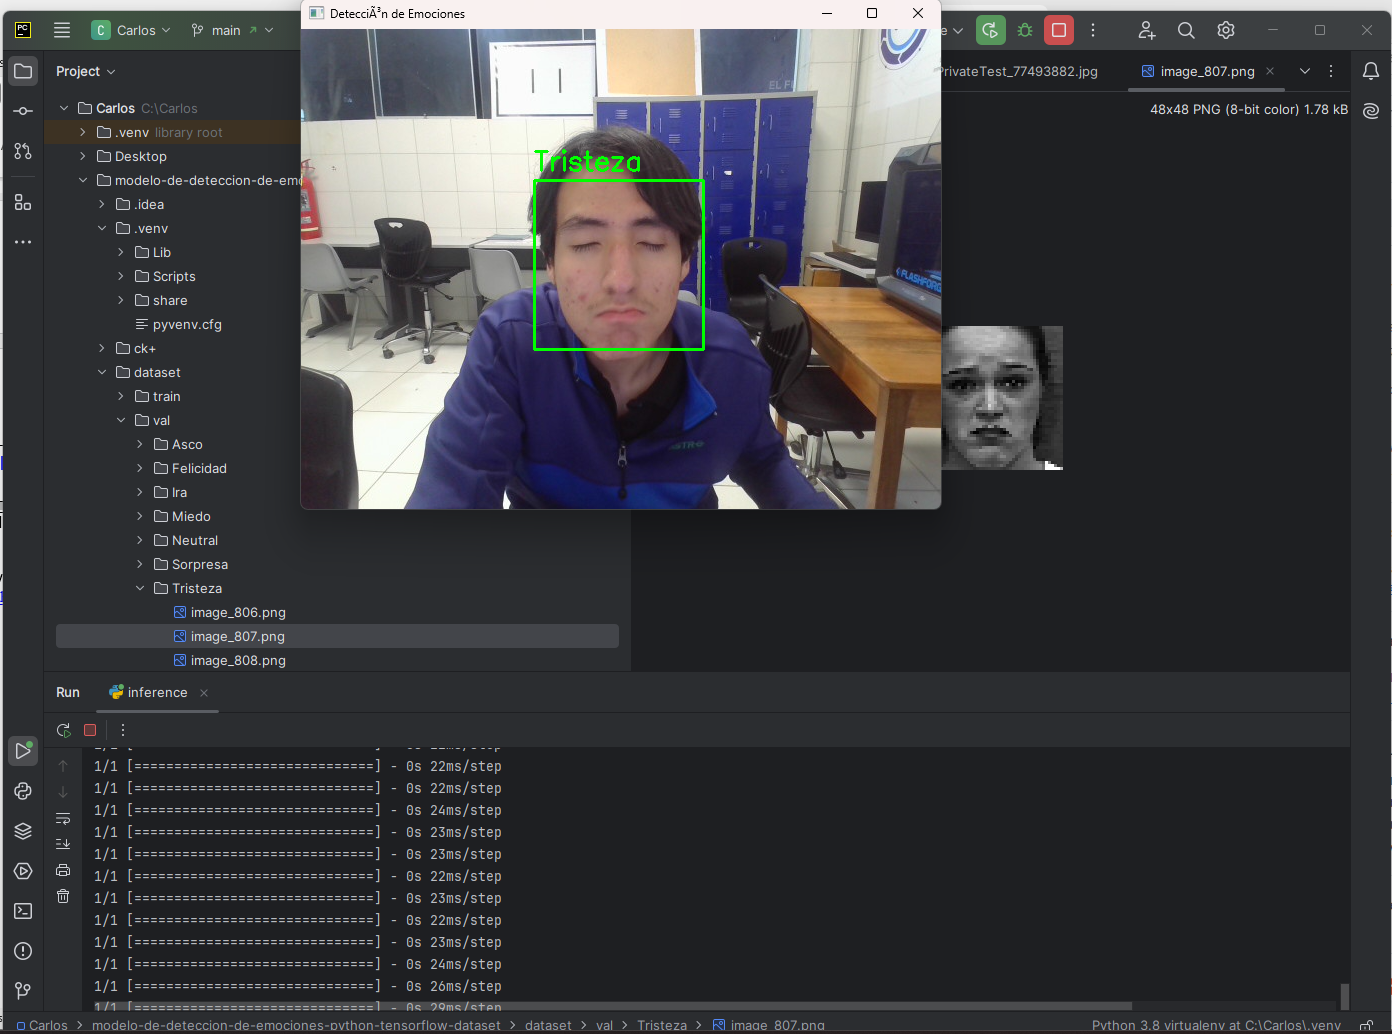 DetecciÃ³n de Emociones
PC
C Carlos
main
Project
PrivateTest_77493882.jpg
image_807.png
48x48 PNG (8-bit color) 1.78 kB
Carlos C:\Carlos
.venv library root
Desktop
modelo-de-deteccion-de-emo
.idea
.venv
Lib
Scripts
share
pyvenv.cfg
ck+
dataset
train
val
Asco
Felicidad
Ira
Miedo
Neutral
Sorpresa
Tristeza
image_806.png
image_807.png
image_808.png
Tristeza
FLASHFORG
Run
inference
1/1 [==============================] - 0s 22ms/step
1/1 [==============================] - 0s 22ms/step
1/1 [==============================] - 0s 24ms/step
1/1 [==============================] - 0s 23ms/step
1/1 [==============================] - 0s 23ms/step
1/1 [==============================] - 0s 22ms/step
1/1 [==============================] - 0s 23ms/step
1/1 [==============================] - 0s 22ms/step
1/1 [==============================] - 0s 23ms/step
1/1 [==============================] - 0s 24ms/step
1/1 [==============================] - 0s 26ms/step
1/1 [==============================] - 0s 29ms/step
Carlos > modelo-de-deteccion-de-emociones-python-tensorflow-dataset > dataset > val > Tristeza > image_807.png
Python 3.8 virtualenv at C:\Carlos\.venv